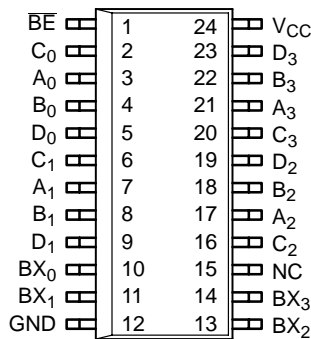 B̅E̅ 1 24 V_CC
C₀ 2 23 D₃
A₀ 3 22 B₃
B₀ 4 21 A₃
D₀ 5 20 C₃
C₁ 6 19 D₂
A₁ 7 18 B₂
B₁ 8 17 A₂
D₁ 9 16 C₂
BX₀ 10 15 NC
BX₁ 11 14 BX₃
GND 12 13 BX₂